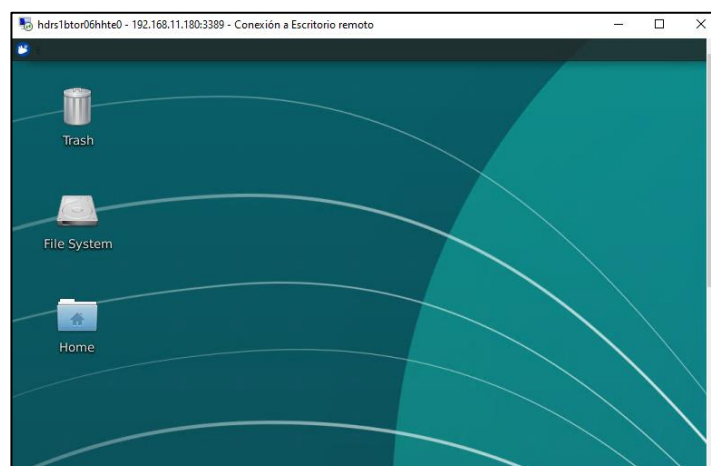 hdrs1btor06hhte0 - 192.168.11.180:3389 - Conexión a Escritorio remoto
Trash
File System
Home